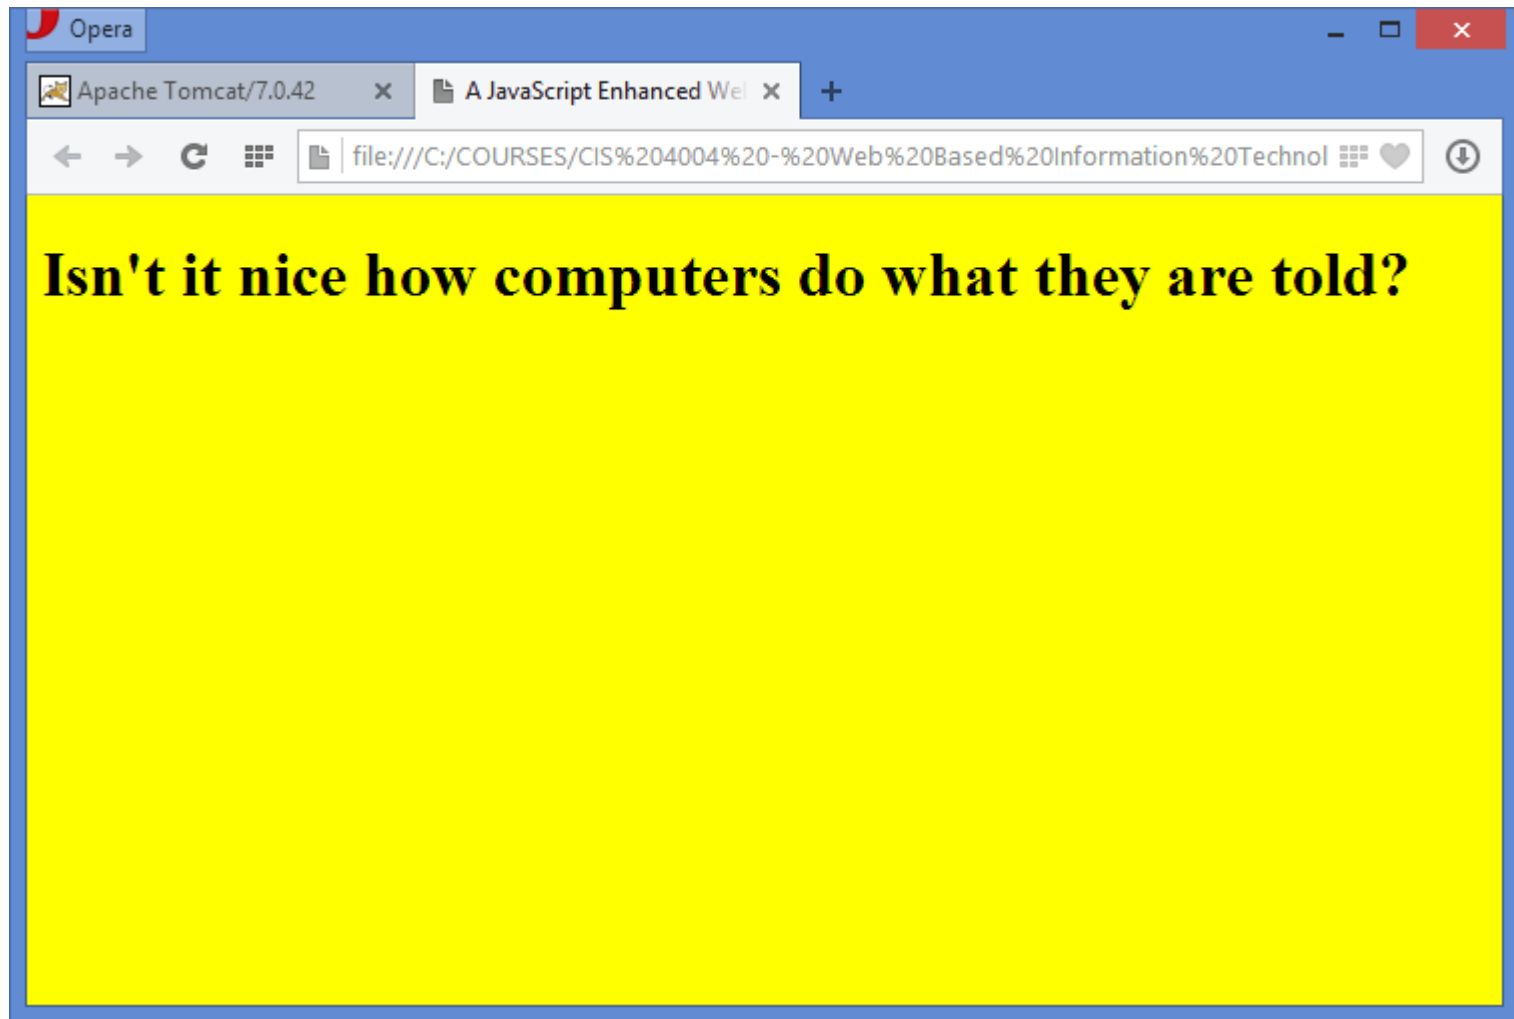 Opera
Apache Tomcat/7.0.42
A JavaScript Enhanced We
file:///C:/COURSES/CIS%204004%20-%20Web%20Based%20Information%20Technol
Isn't it nice how computers do what they are told?